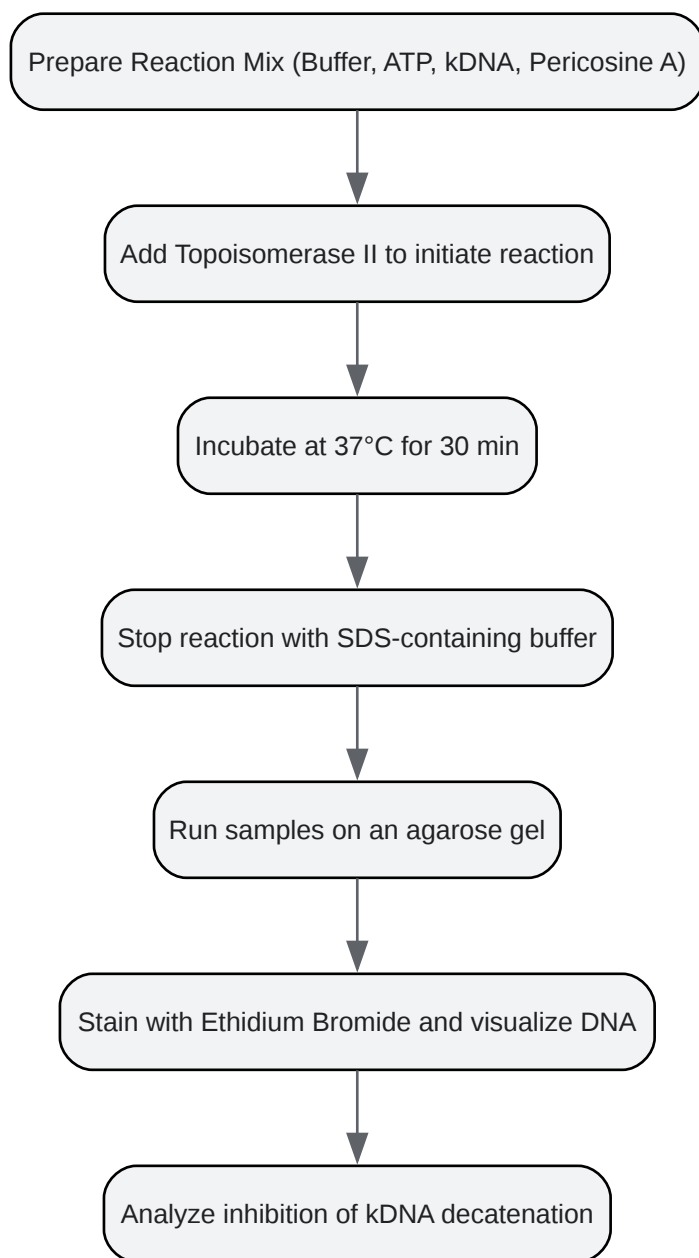 Prepare Reaction Mix (Buffer, ATP, kDNA, Pericosine A)
Add Topoisomerase II to initiate reaction
Incubate at 37°C for 30 min
Stop reaction with SDS-containing buffer
Run samples on an agarose gel
Stain with Ethidium Bromide and visualize DNA
Analyze inhibition of kDNA decatenation